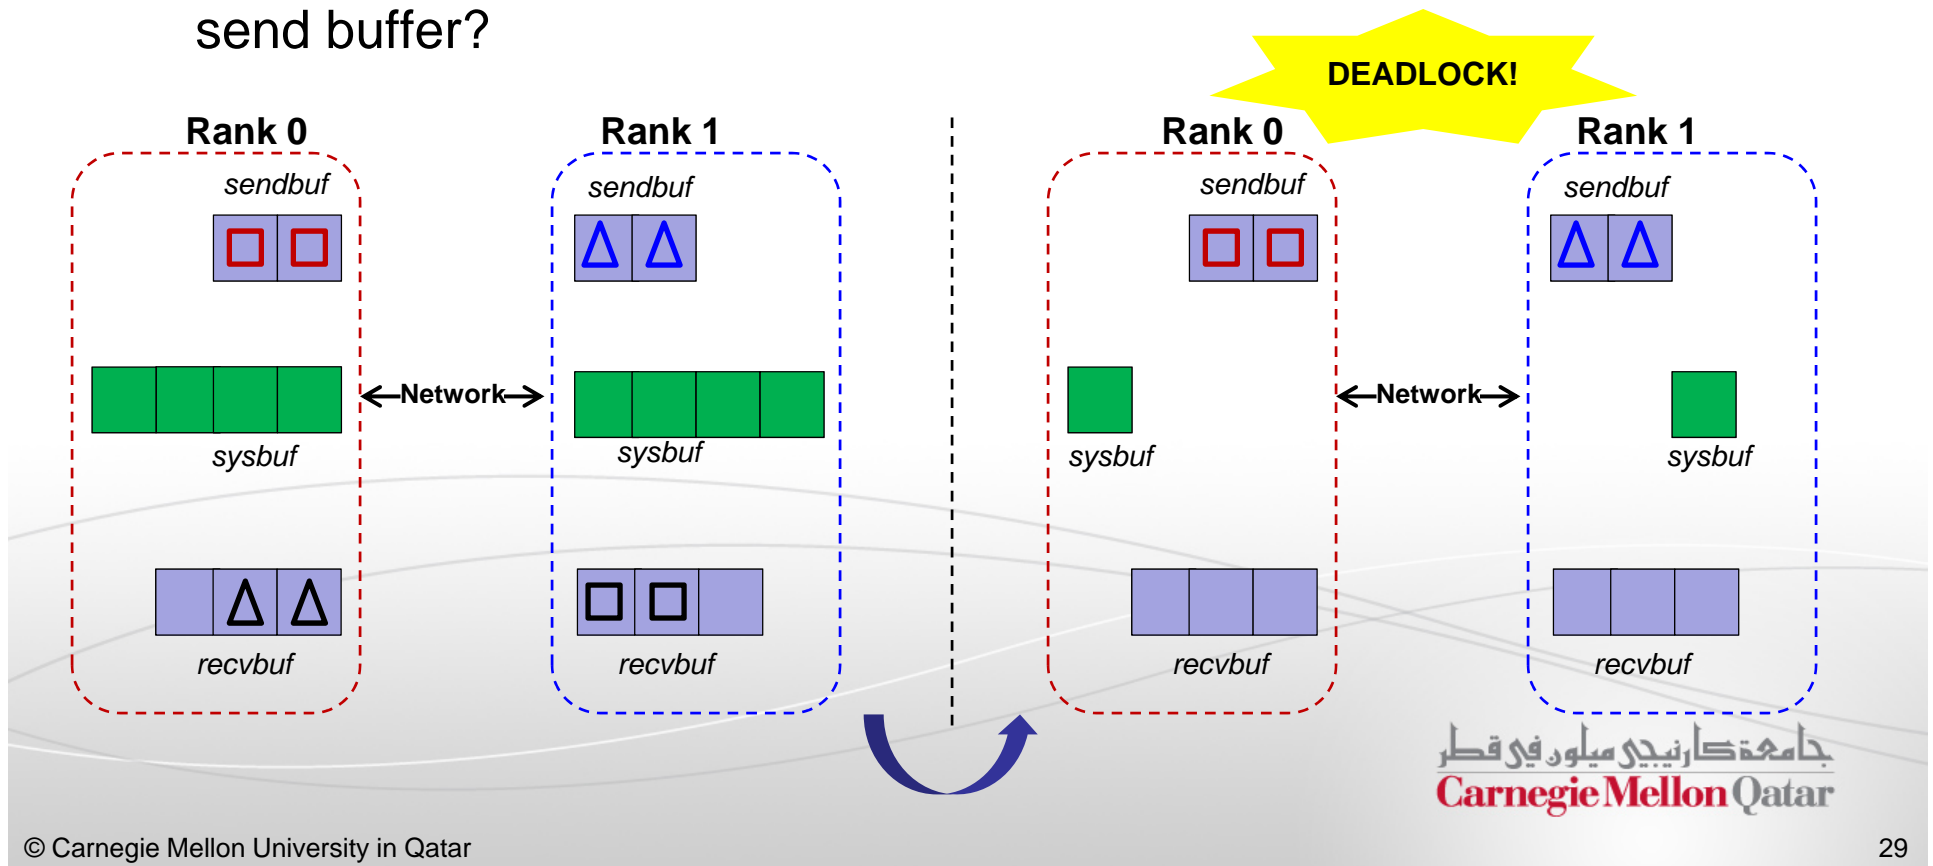 send buffer?
DEADLOCK!
Rank 0
Rank 1
Rank 0
Rank 1
sendbuf
sendbuf
sendbuf
sendbuf
Network
Network
sysbuf
sysbuf
sysbuf
sysbuf
recvbuf
recvbuf
recvbuf
recvbuf
جامعة كارنيجي ميلون في قطر
Carnegie Mellon Qatar
© Carnegie Mellon University in Qatar
29